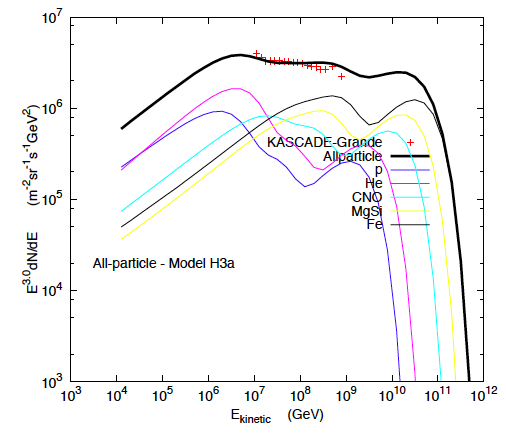 10^7
10^6
10^5
10^4
10^3
E^3.0 dN/dE (m^-2 sr^-1 s^-1 GeV^2)
KASCADE-Grande
Allparticle
p
He
CNO
MgSi
Fe
All-particle - Model H3a
10^3 10^4 10^5 10^6 10^7 10^8 10^9 10^10 10^11 10^12
E_kinetic (GeV)